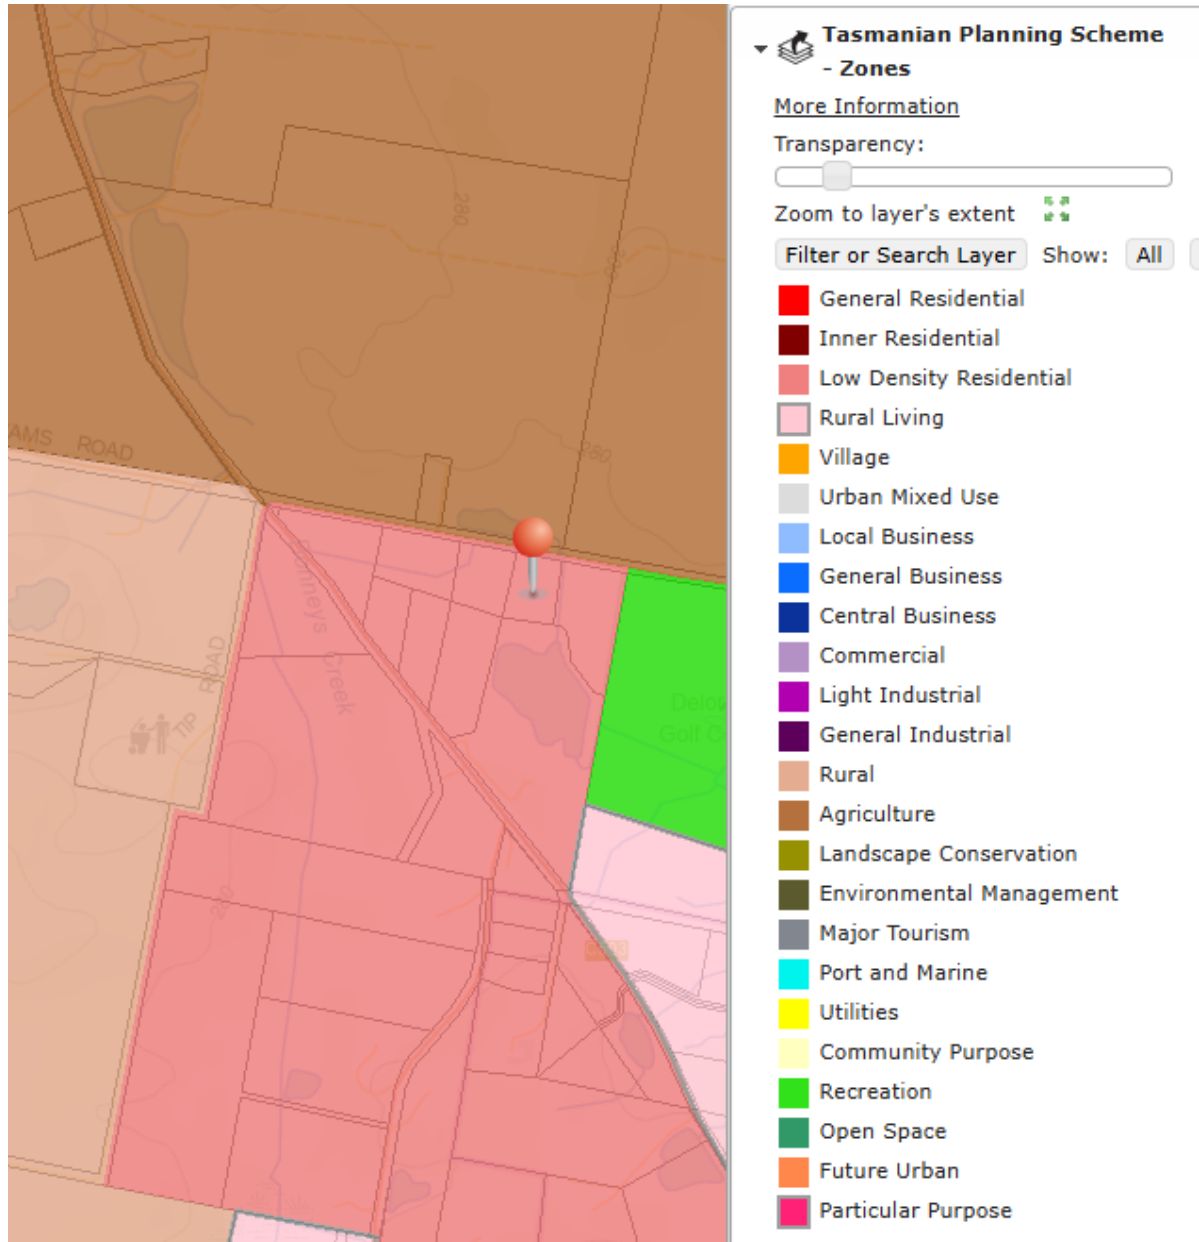 Tasmanian Planning Scheme
- Zones
More Information
Transparency:
Zoom to layer's extent
Filter or Search Layer Show: All
General Residential
Inner Residential
Low Density Residential
Rural Living
Village
Urban Mixed Use
Local Business
General Business
Central Business
Commercial
Light Industrial
General Industrial
Rural
Agriculture
Landscape Conservation
Environmental Management
Major Tourism
Port and Marine
Utilities
Community Purpose
Recreation
Open Space
Future Urban
Particular Purpose
280
AMS ROAD
280
Creek
ROAD
TIP
Golf